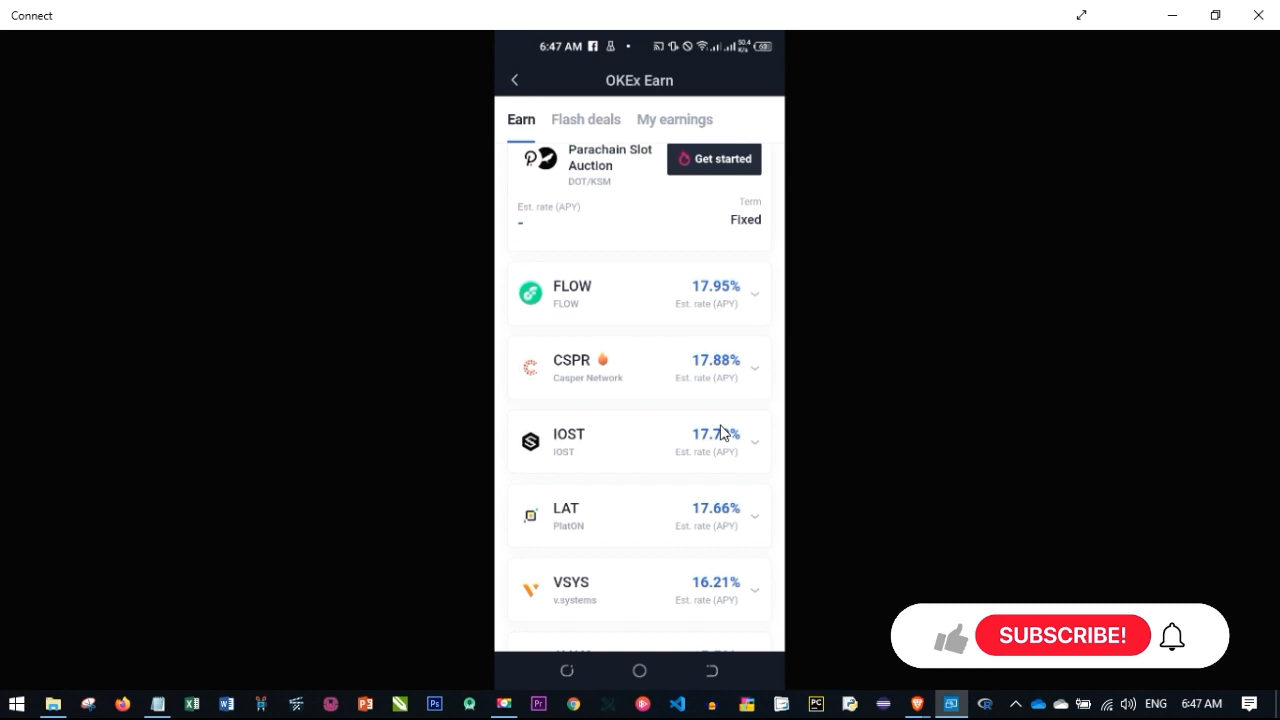 Connect
6:47 AM
50.4
K/s
OKEx Earn
Earn Flash deals My earnings
Parachain Slot
Auction
DOT/KSM
Get started
Est. rate (APY)
-
Term
Fixed
FLOW
FLOW
17.95%
Est. rate (APY)
CSPR
Casper Network
17.88%
Est. rate (APY)
IOST
IOST
Est. rate (APY)
LAT
PlatON
17.66%
Est. rate (APY)
VSYS
v.systems
16.21%
Est. rate (APY)
SUBSCRIBE!
ENG 6:47 AM